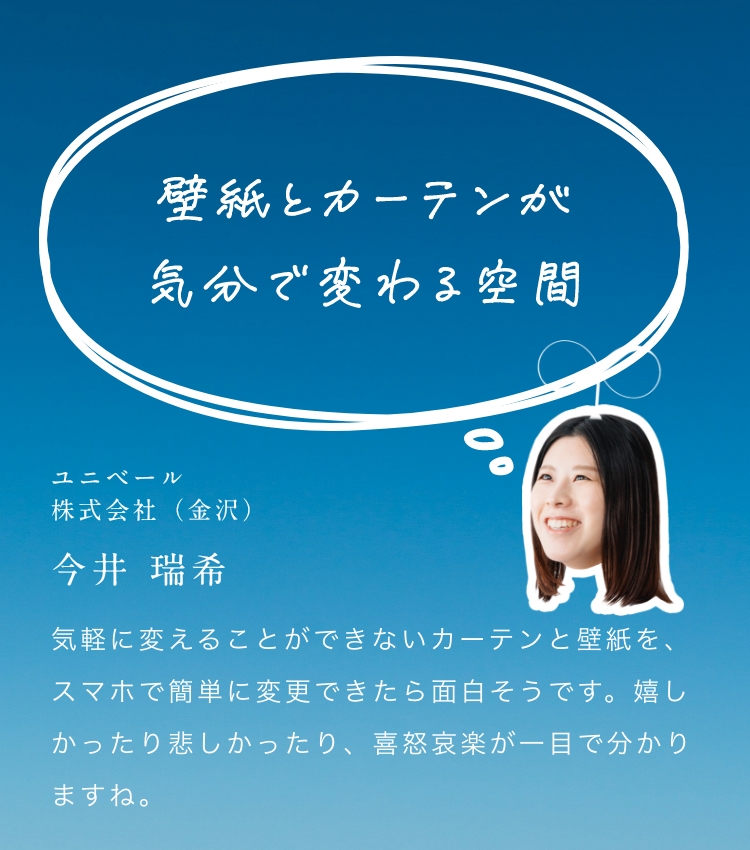 壁紙とカーテンが
気分で変わる空間
ユニベール
株式会社（金沢）
今井 瑞希
気軽に変えることができないカーテンと壁紙を、
スマホで簡単に変更できたら面白そうです。嬉し
かったり悲しかったり、喜怒哀楽が一目で分かり
ますね。